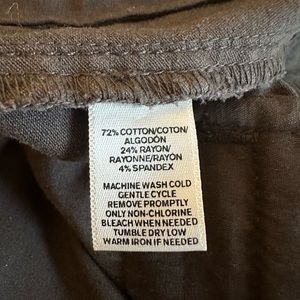 72% COTTON/COTON/
ALGODÓN
24% RAYON/
RAYONNE/RAYÓN
4% SPANDEX
MACHINE WASH COLD
GENTLE CYCLE
REMOVE PROMPTLY
ONLY NON-CHLORINE
BLEACH WHEN NEEDED
TUMBLE DRY LOW
WARM IRON IF NEEDED